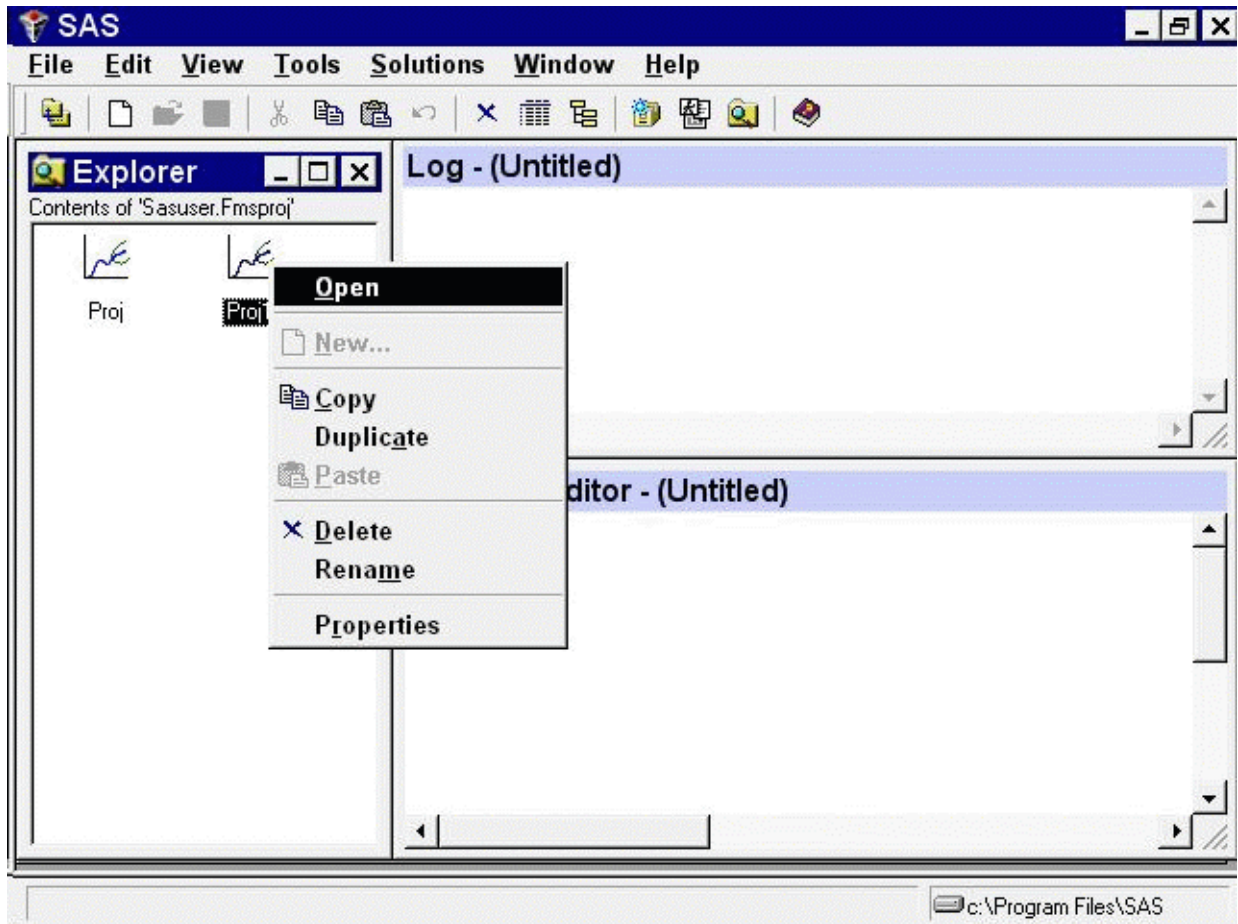 SAS
File Edit View Tools Solutions Window Help
Explorer
Contents of 'Sasuser.Fmsproj'
Proj
Proj
Log - (Untitled)
Open
New...
Copy
Duplicate
Paste
Delete
Rename
Properties
ditor - (Untitled)
c:\Program Files\SAS